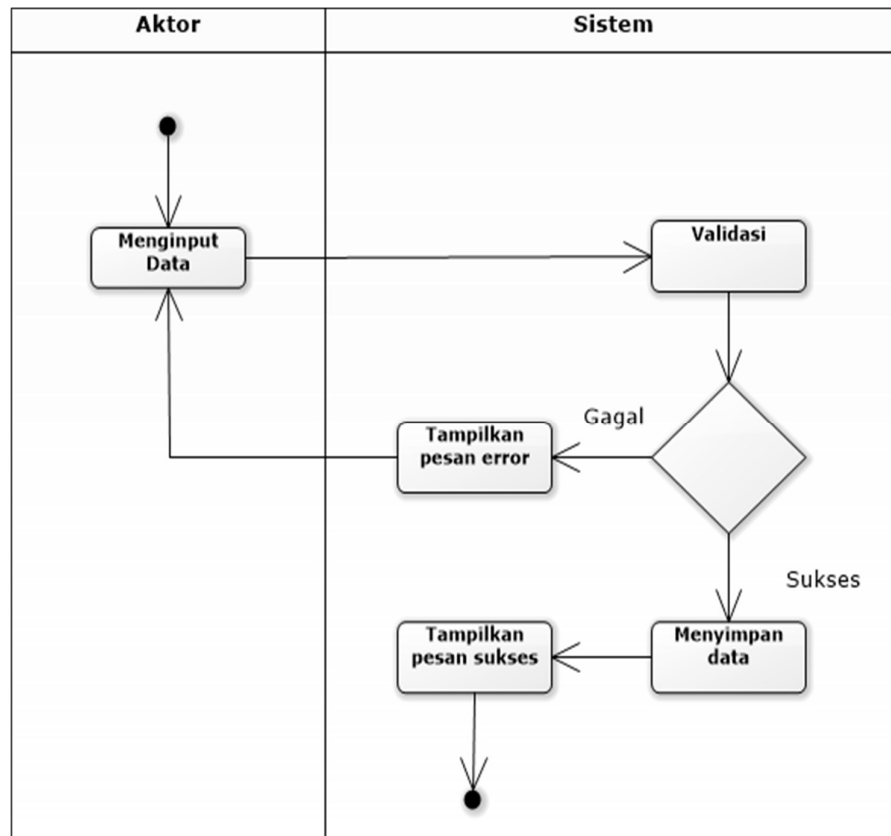 Aktor
Sistem
Menginput
Data
Validasi
Gagal
Tampilkan
pesan error
Sukses
Tampilkan
pesan sukses
Menyimpan
data